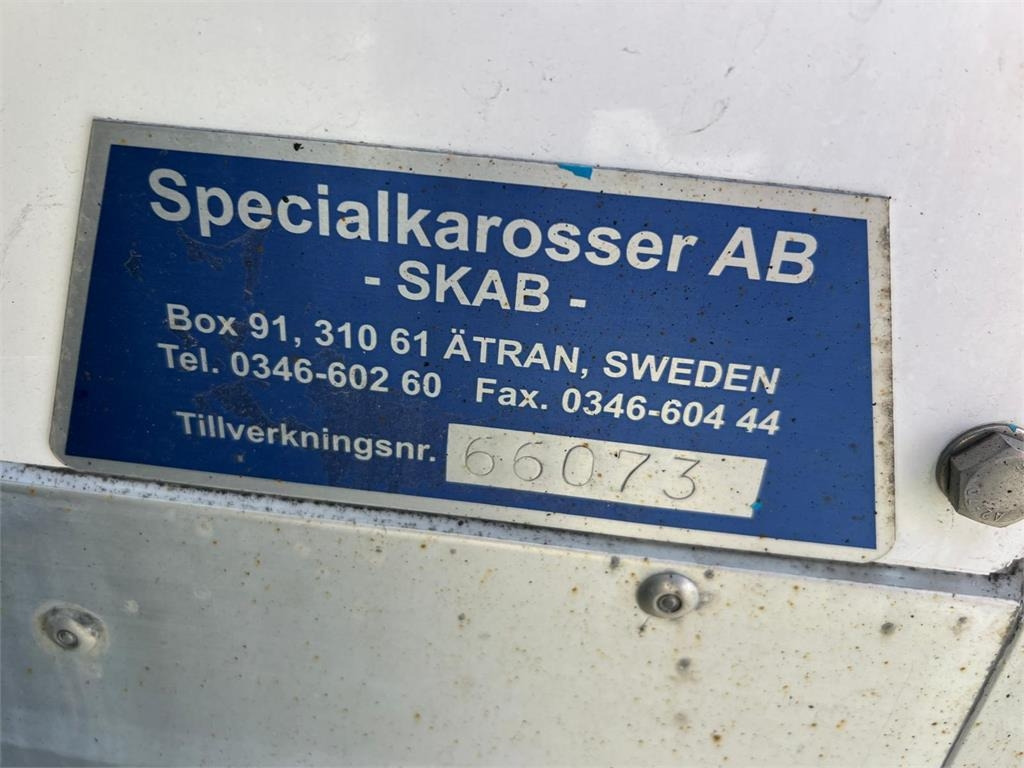 Specialkarosser AB
- SKAB -
Box 91, 310 61 ÄTRAN, SWEDEN
Tel. 0346-602 60 Fax. 0346-604 44
Tillverkningsnr. 66073